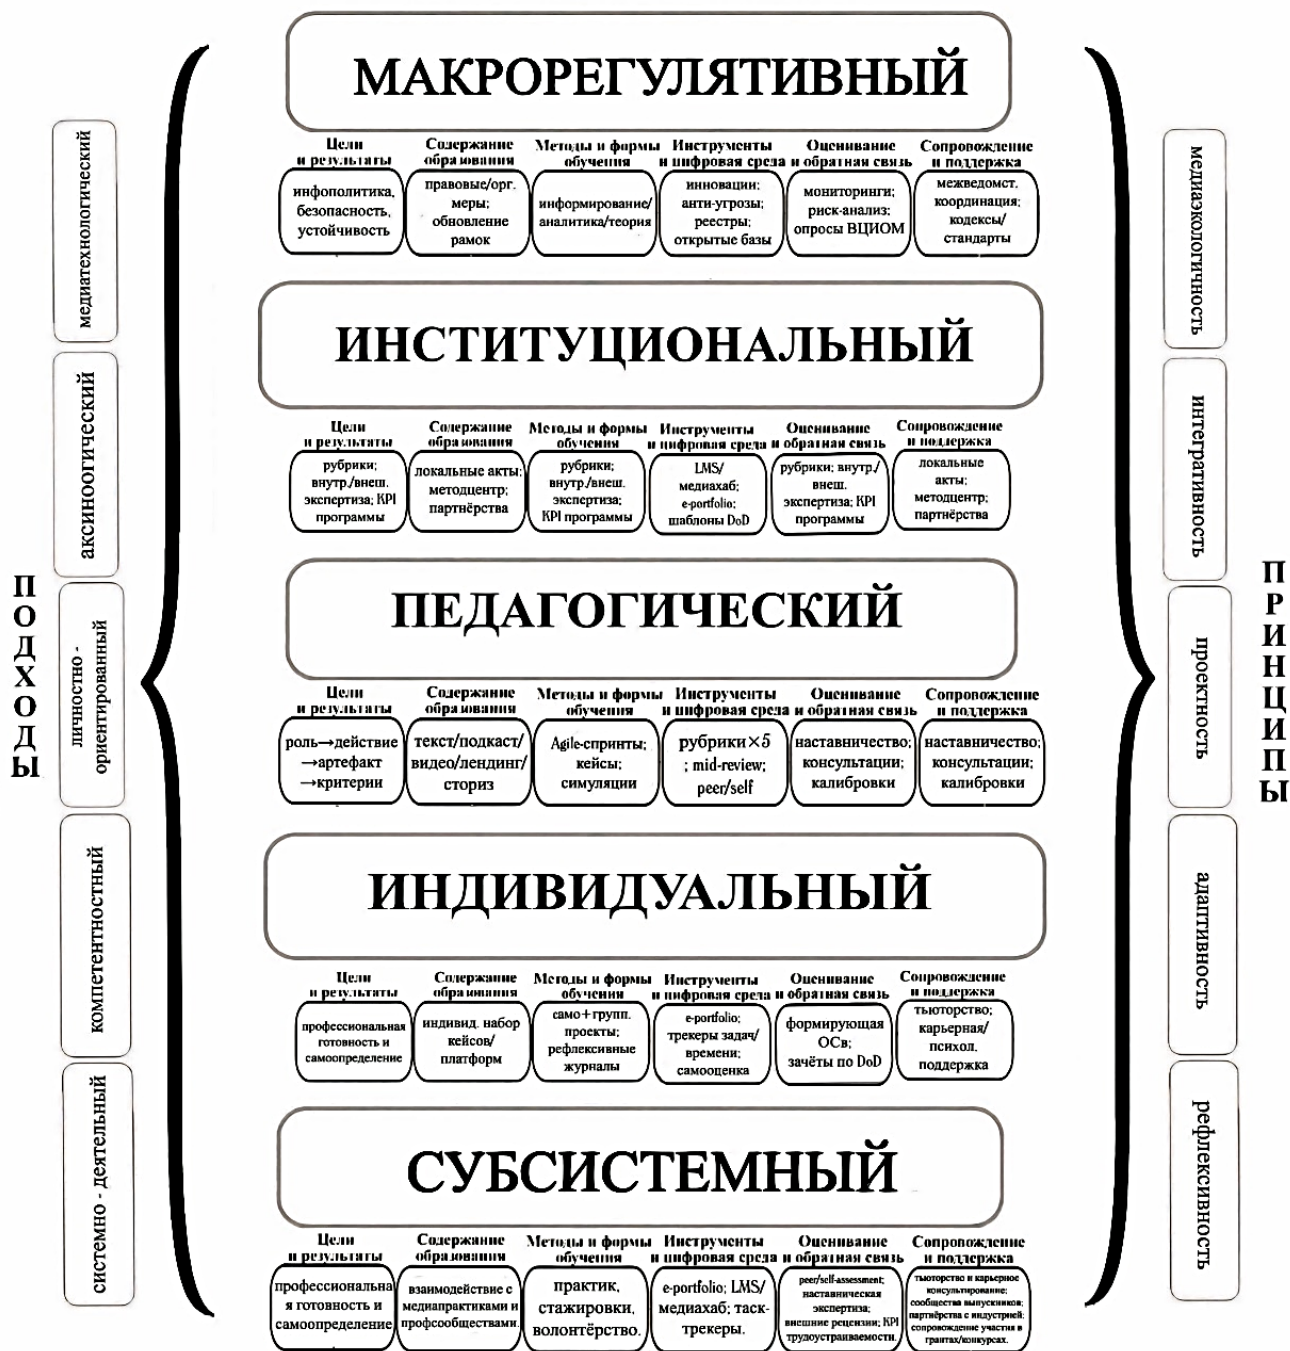 МАКРОРЕГУЛЯТИВНЫЙ
Цели
и результаты
инфополитика,
безопасность,
устойчивость
Содержание
образования
правовые/орг.
меры;
обновление
рамок
Методы и формы
обучения
информирование/
аналитика/теория
Инструменты
и цифровая среда
инновации;
анти-угрозы;
реестры;
открытые базы
Оценивание
и обратная связь
мониторинги;
риск-анализ;
опросы ВЦИОМ
Сопровождение
и поддержка
межведомст.
координация;
кодексы/
стандарты
ИНСТИТУЦИОНАЛЬНЫЙ
Цели
и результаты
рубрики;
внутр./внеш.
экспертиза; KPI
программы
Содержание
образования
локальные акты;
методцентр;
партнёрства
Методы и формы
обучения
рубрики;
внутр./внеш.
экспертиза;
KPI программы
Инструменты
и цифровая среда
LMS/
медиахаб;
e-portfolio;
шаблоны DoD
Оценивание
и обратная связь
рубрики; внутр./
внеш.
экспертиза; KPI
программы
Сопровождение
и поддержка
локальные
акты;
методцентр;
партнёрства
ПЕДАГОГИЧЕСКИЙ
Цели
и результаты
роль→действие
→артефакт
→критерии
Содержание
образования
текст/подкаст/
видео/лендинг/
сториз
Методы и формы
обучения
Agile-спринты;
кейсы;
симуляции
Инструменты
и цифровая среда
рубрики×5
; mid-review;
peer/self
Оценивание
и обратная связь
наставничество;
консультации;
калибровки
Сопровождение
и поддержка
наставничество;
консультации;
калибровки
ИНДИВИДУАЛЬНЫЙ
Цели
и результаты
профессиональная
готовность и
самоопределение
Содержание
образования
индивид. набор
кейсов/
платформ
Методы и формы
обучения
само+групп.
проекты;
рефлексивные
журналы
Инструменты
и цифровая среда
e-portfolio;
трекеры задач/
времени;
самооценка
Оценивание
и обратная связь
формирующая
ОСв;
зачёты по DoD
Сопровождение
и поддержка
тьюторство;
карьерная/
психол.
поддержка
СУБСИСТЕМНЫЙ
Цели
и результаты
профессиональна
я готовность и
самоопределение
Содержание
образования
взаимодействие с
медиапрактиками и
профсообществами.
Методы и формы
обучения
практик,
стажировки,
волонтёрство.
Инструменты
и цифровая среда
e-portfolio; LMS/
медиахаб; таск-
трекеры.
Оценивание
и обратная связь
peer/self-assessment;
наставническая
экспертиза;
внешние рецензии; KPI
трудоустраиваемости.
Сопровождение
и поддержка
тьюторство и карьерное
консультирование;
сообщества выпускников;
партнёрства с индустрией;
сопровождение участия в
грантах/конкурсах.
ПОДХОДЫ
медиатехнологический
аксиноогический
личностно -
ориентированный
компетентностный
системно - деятельный
ПРИНЦИПЫ
медиаэкологичность
интегративность
проектность
адаптивность
рефлексивность